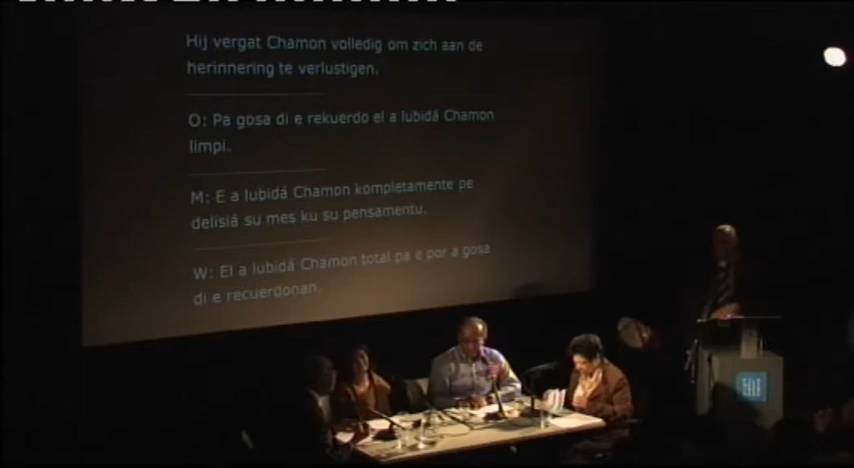 Hij vergat Chamon volledig om zich aan de
herinnering te verlustigen.
O: Pa gosa di e rekuerdo el a lubidá Chamon
limpi.
M: E a lubidá Chamon kompletamente pe
delisiá su mes ku su pensamentu.
W: El a lubidá Chamon total pa e por a gosa
di e recuerdonan.